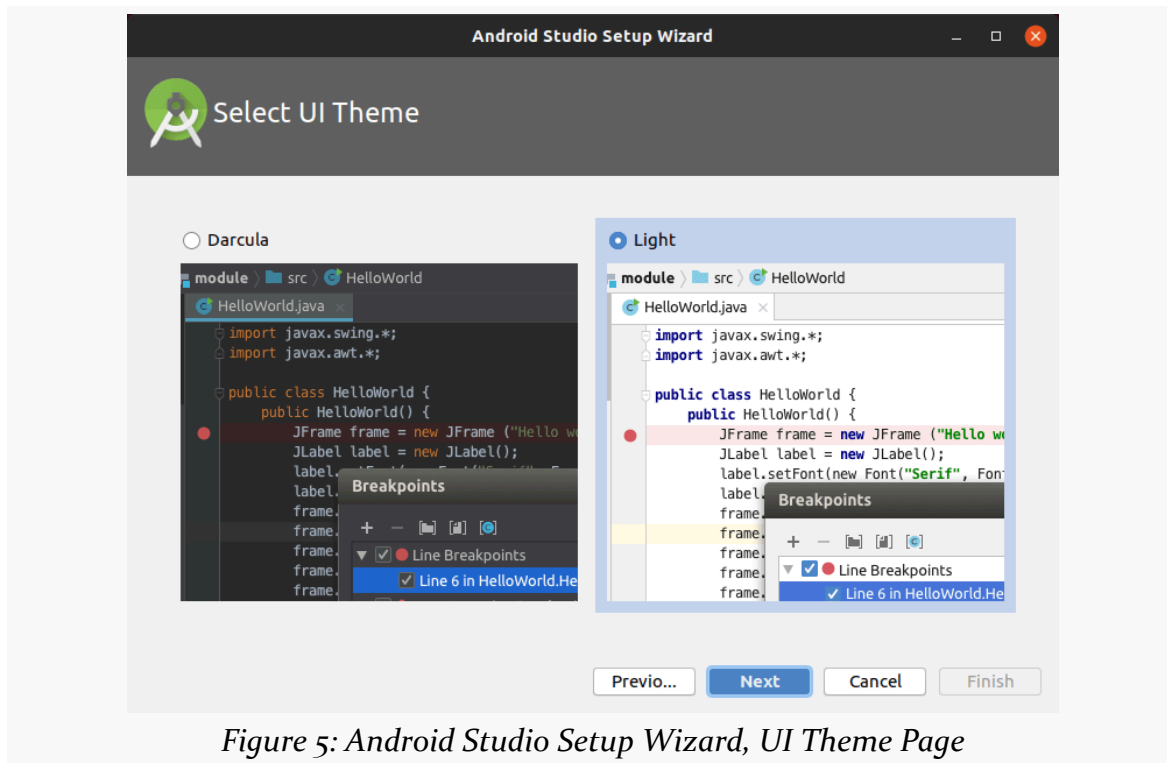 Android Studio Setup Wizard
Select UI Theme
Darcula
module 〉 src 〉 HelloWorld
HelloWorld.java
import javax.swing.*;
import javax.awt.*;
public class HelloWorld {
public HelloWorld() {
JFrame frame = new JFrame ("Hello
JLabel label = new JLabel();
label.
label.
frame.
frame.
frame.
frame.
frame.
Breakpoints
Line Breakpoints
Line 6 in HelloWorld.He
Light
module 〉 src 〉 HelloWorld
HelloWorld.java
import javax.swing.*;
import javax.awt.*;
public class HelloWorld {
public HelloWorld() {
JFrame frame = new JFrame ("Hello
JLabel label = new JLabel();
label.setFont(new Font("Serif", Fon
label.
frame.
frame.
frame.
frame.
frame.
Breakpoints
Line Breakpoints
Line 6 in HelloWorld.He
Previo... Next Cancel Finish
Figure 5: Android Studio Setup Wizard, UI Theme Page